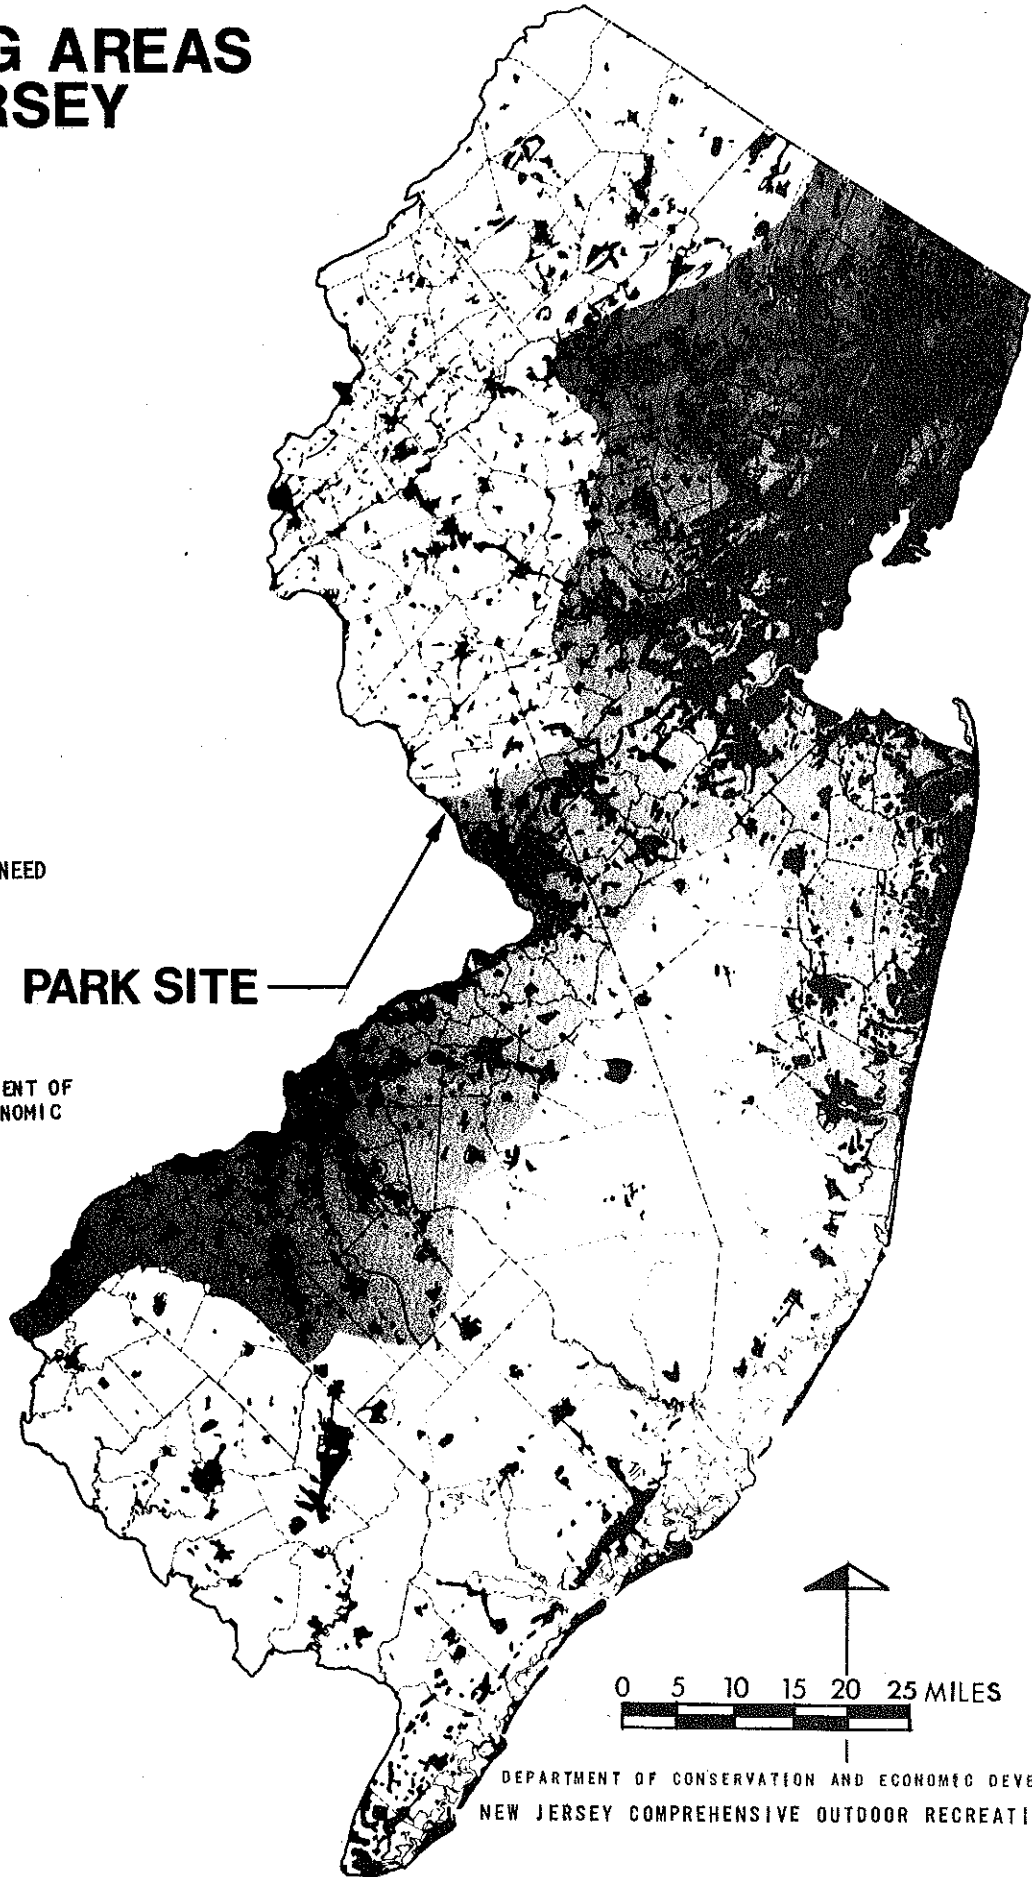 G AREAS
RSEY
NEED
PARK SITE
ENT OF
NOMIC
0 5 10 15 20 25 MILES
DEPARTMENT OF CONSERVATION AND ECONOMIC DEVE
NEW JERSEY COMPREHENSIVE OUTDOOR RECREATI